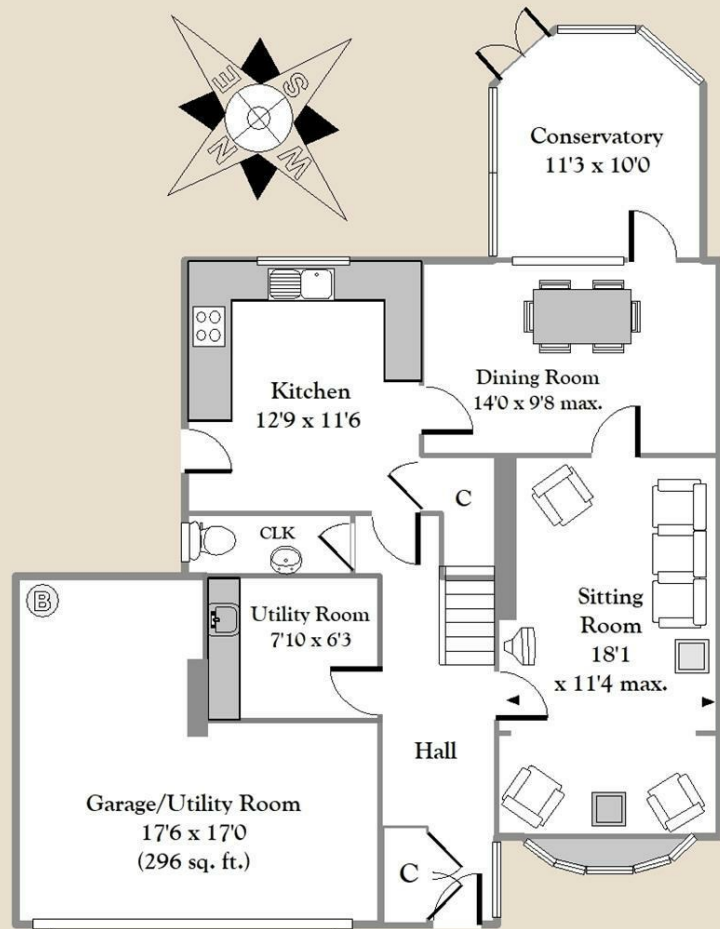 E
S
N
W
Conservatory
11'3 x 10'0
Kitchen
12'9 x 11'6
Dining Room
14'0 x 9'8 max.
C
CLK
B
Utility Room
7'10 x 6'3
Sitting
Room
18'1
x 11'4 max.
Hall
Garage/Utility Room
17'6 x 17'0
(296 sq. ft.)
C